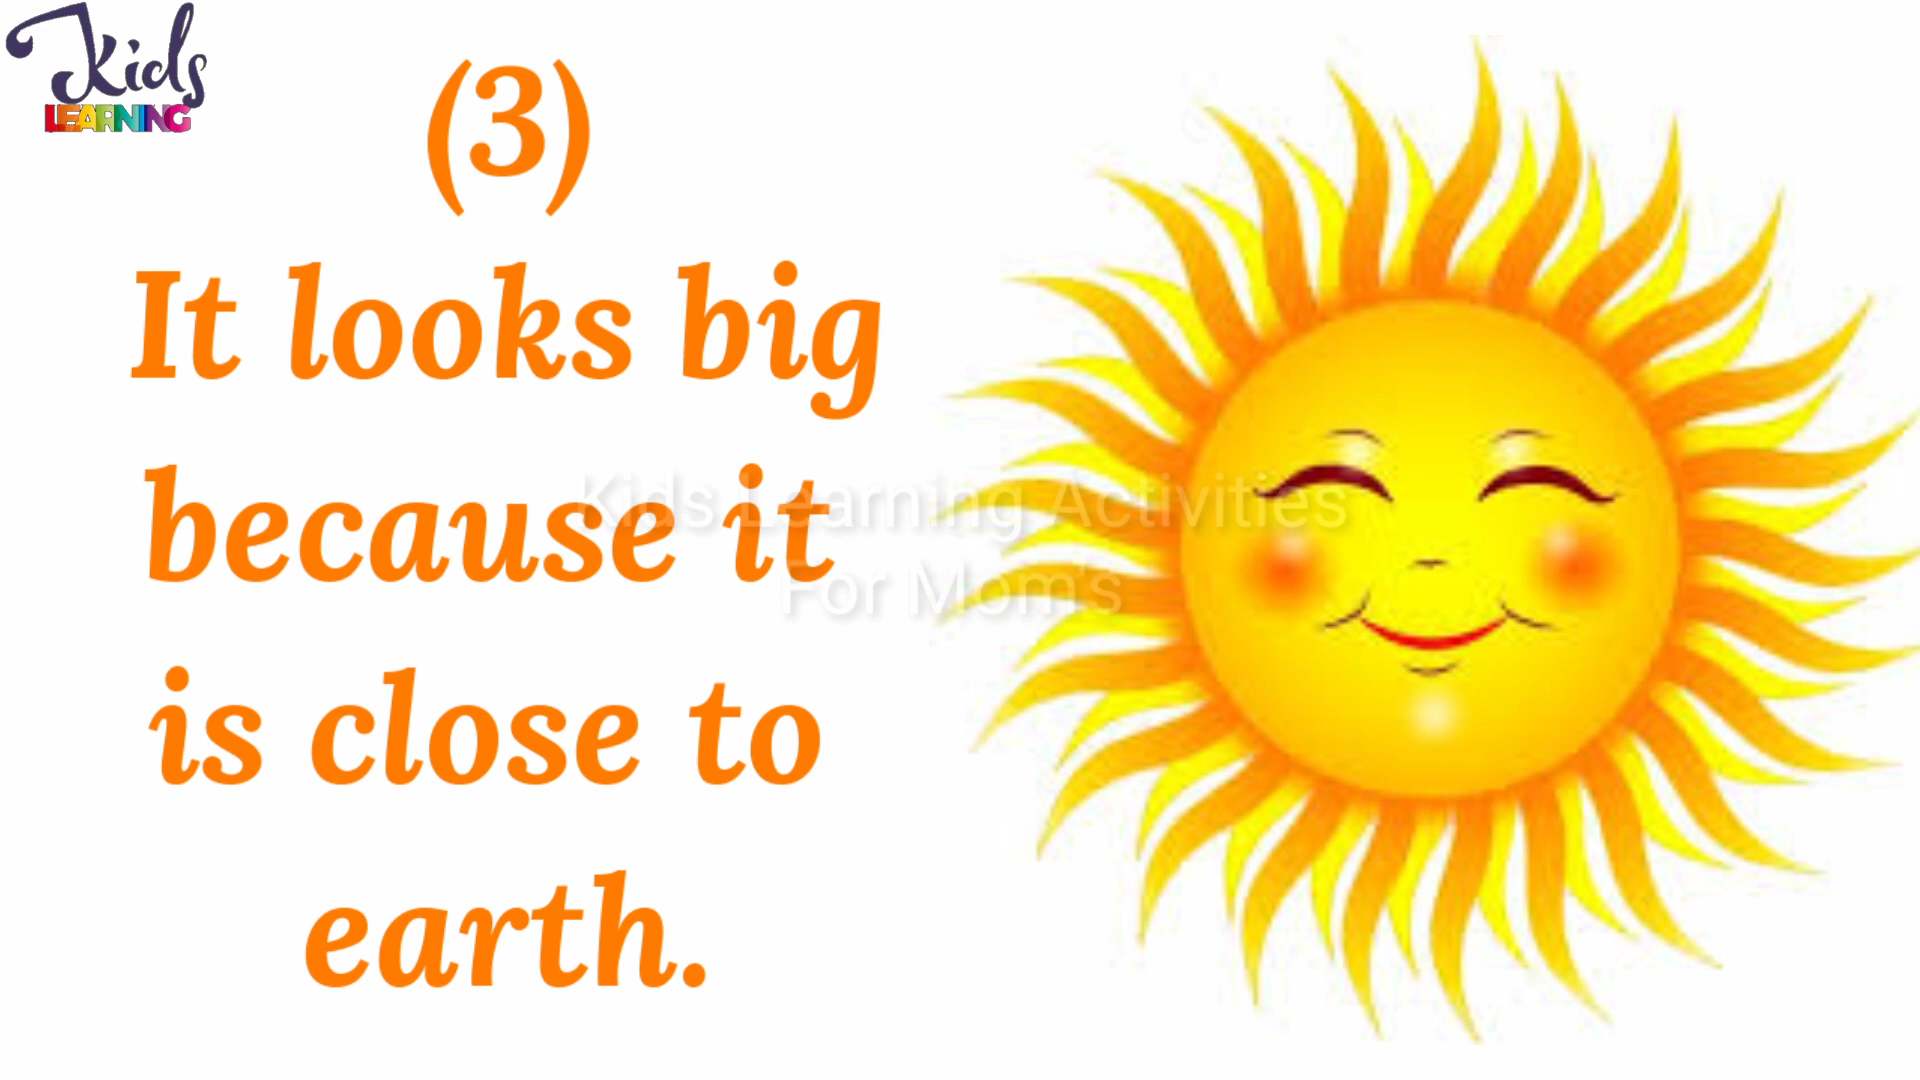 Kids
LEARNING
(3)
It looks big
because it
is close to
earth.
Kids Learning Activities
For Mom's